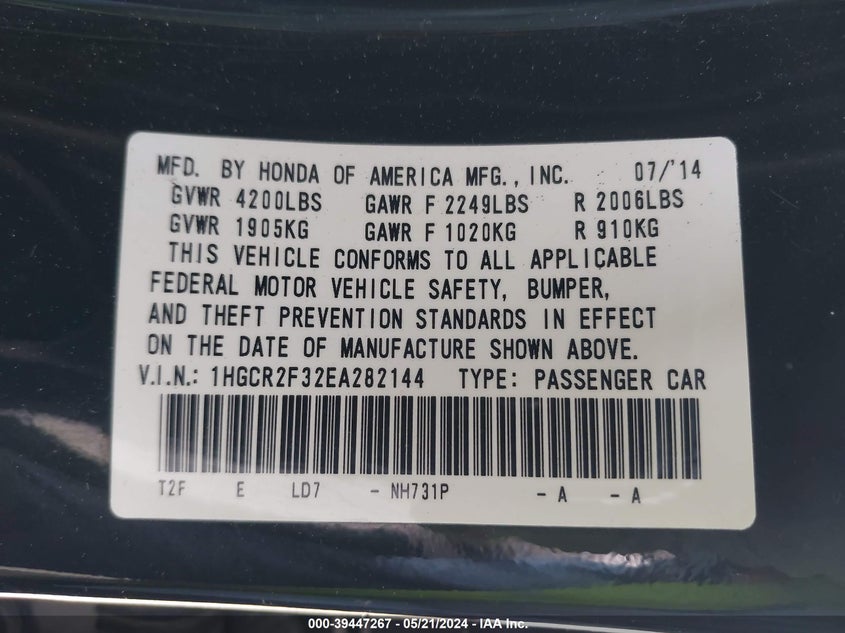 MFD. BY HONDA OF AMERICA MFG., INC. 07/'14
GVWR 4200LBS GAWR F 2249LBS R 2006LBS
GVWR 1905KG GAWR F 1020KG R 910KG
THIS VEHICLE CONFORMS TO ALL APPLICABLE
FEDERAL MOTOR VEHICLE SAFETY, BUMPER,
AND THEFT PREVENTION STANDARDS IN EFFECT
ON THE DATE OF MANUFACTURE SHOWN ABOVE.
V.I.N.: 1HGCR2F32EA282144 TYPE: PASSENGER CAR
T2F E LD7 - NH731P - A - A
000-39447267 - 05/21/2024 - IAA Inc.